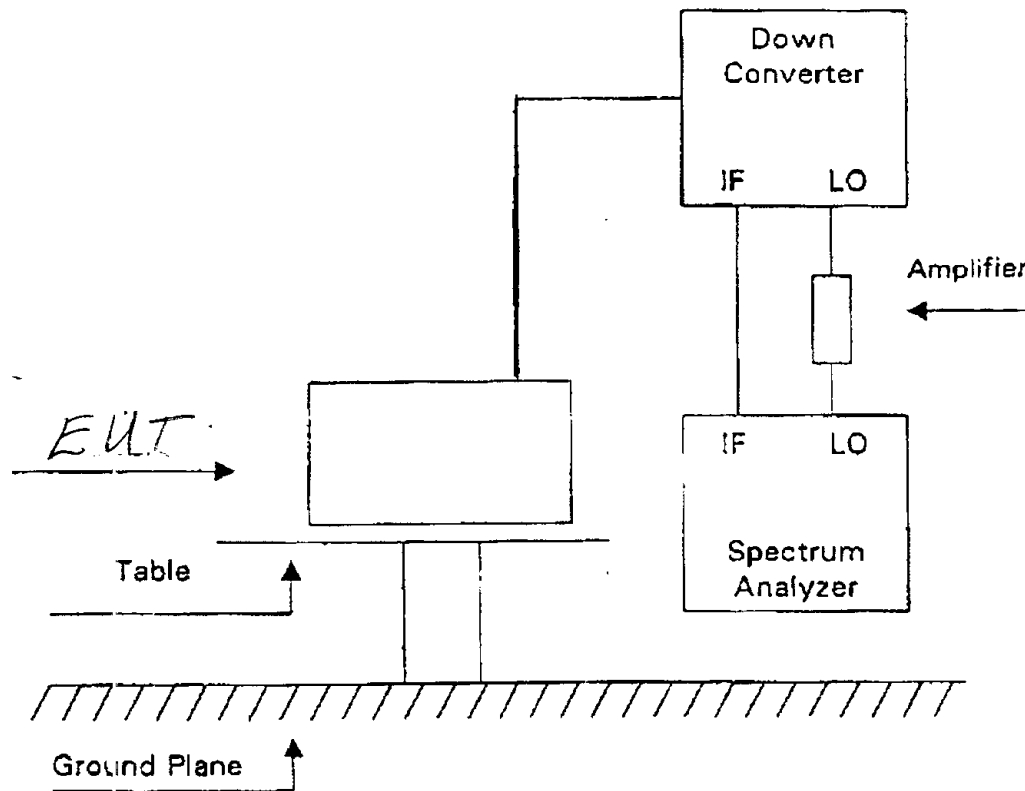 Down
Converter
IF LO
Amplifier
EUT
IF LO
Table
Spectrum
Analyzer
Ground Plane